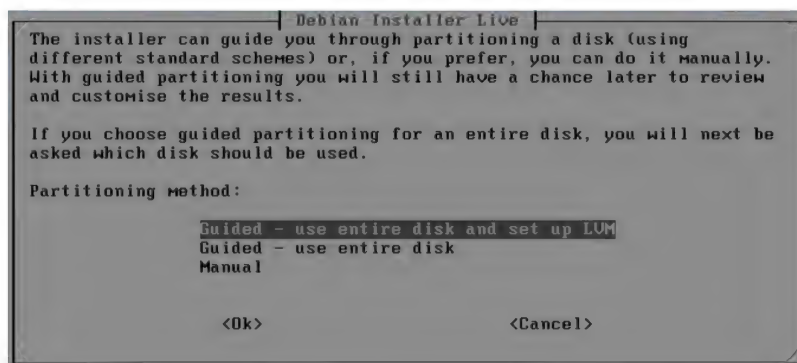 Debian Installer Live
The installer can guide you through partitioning a disk (using
different standard schemes) or, if you prefer, you can do it manually.
With guided partitioning you will still have a chance later to review
and customise the results.
If you choose guided partitioning for an entire disk, you will next be
asked which disk should be used.
Partitioning method:
Guided - use entire disk and set up LVM
Guided - use entire disk
Manual
<Ok> <Cancel>